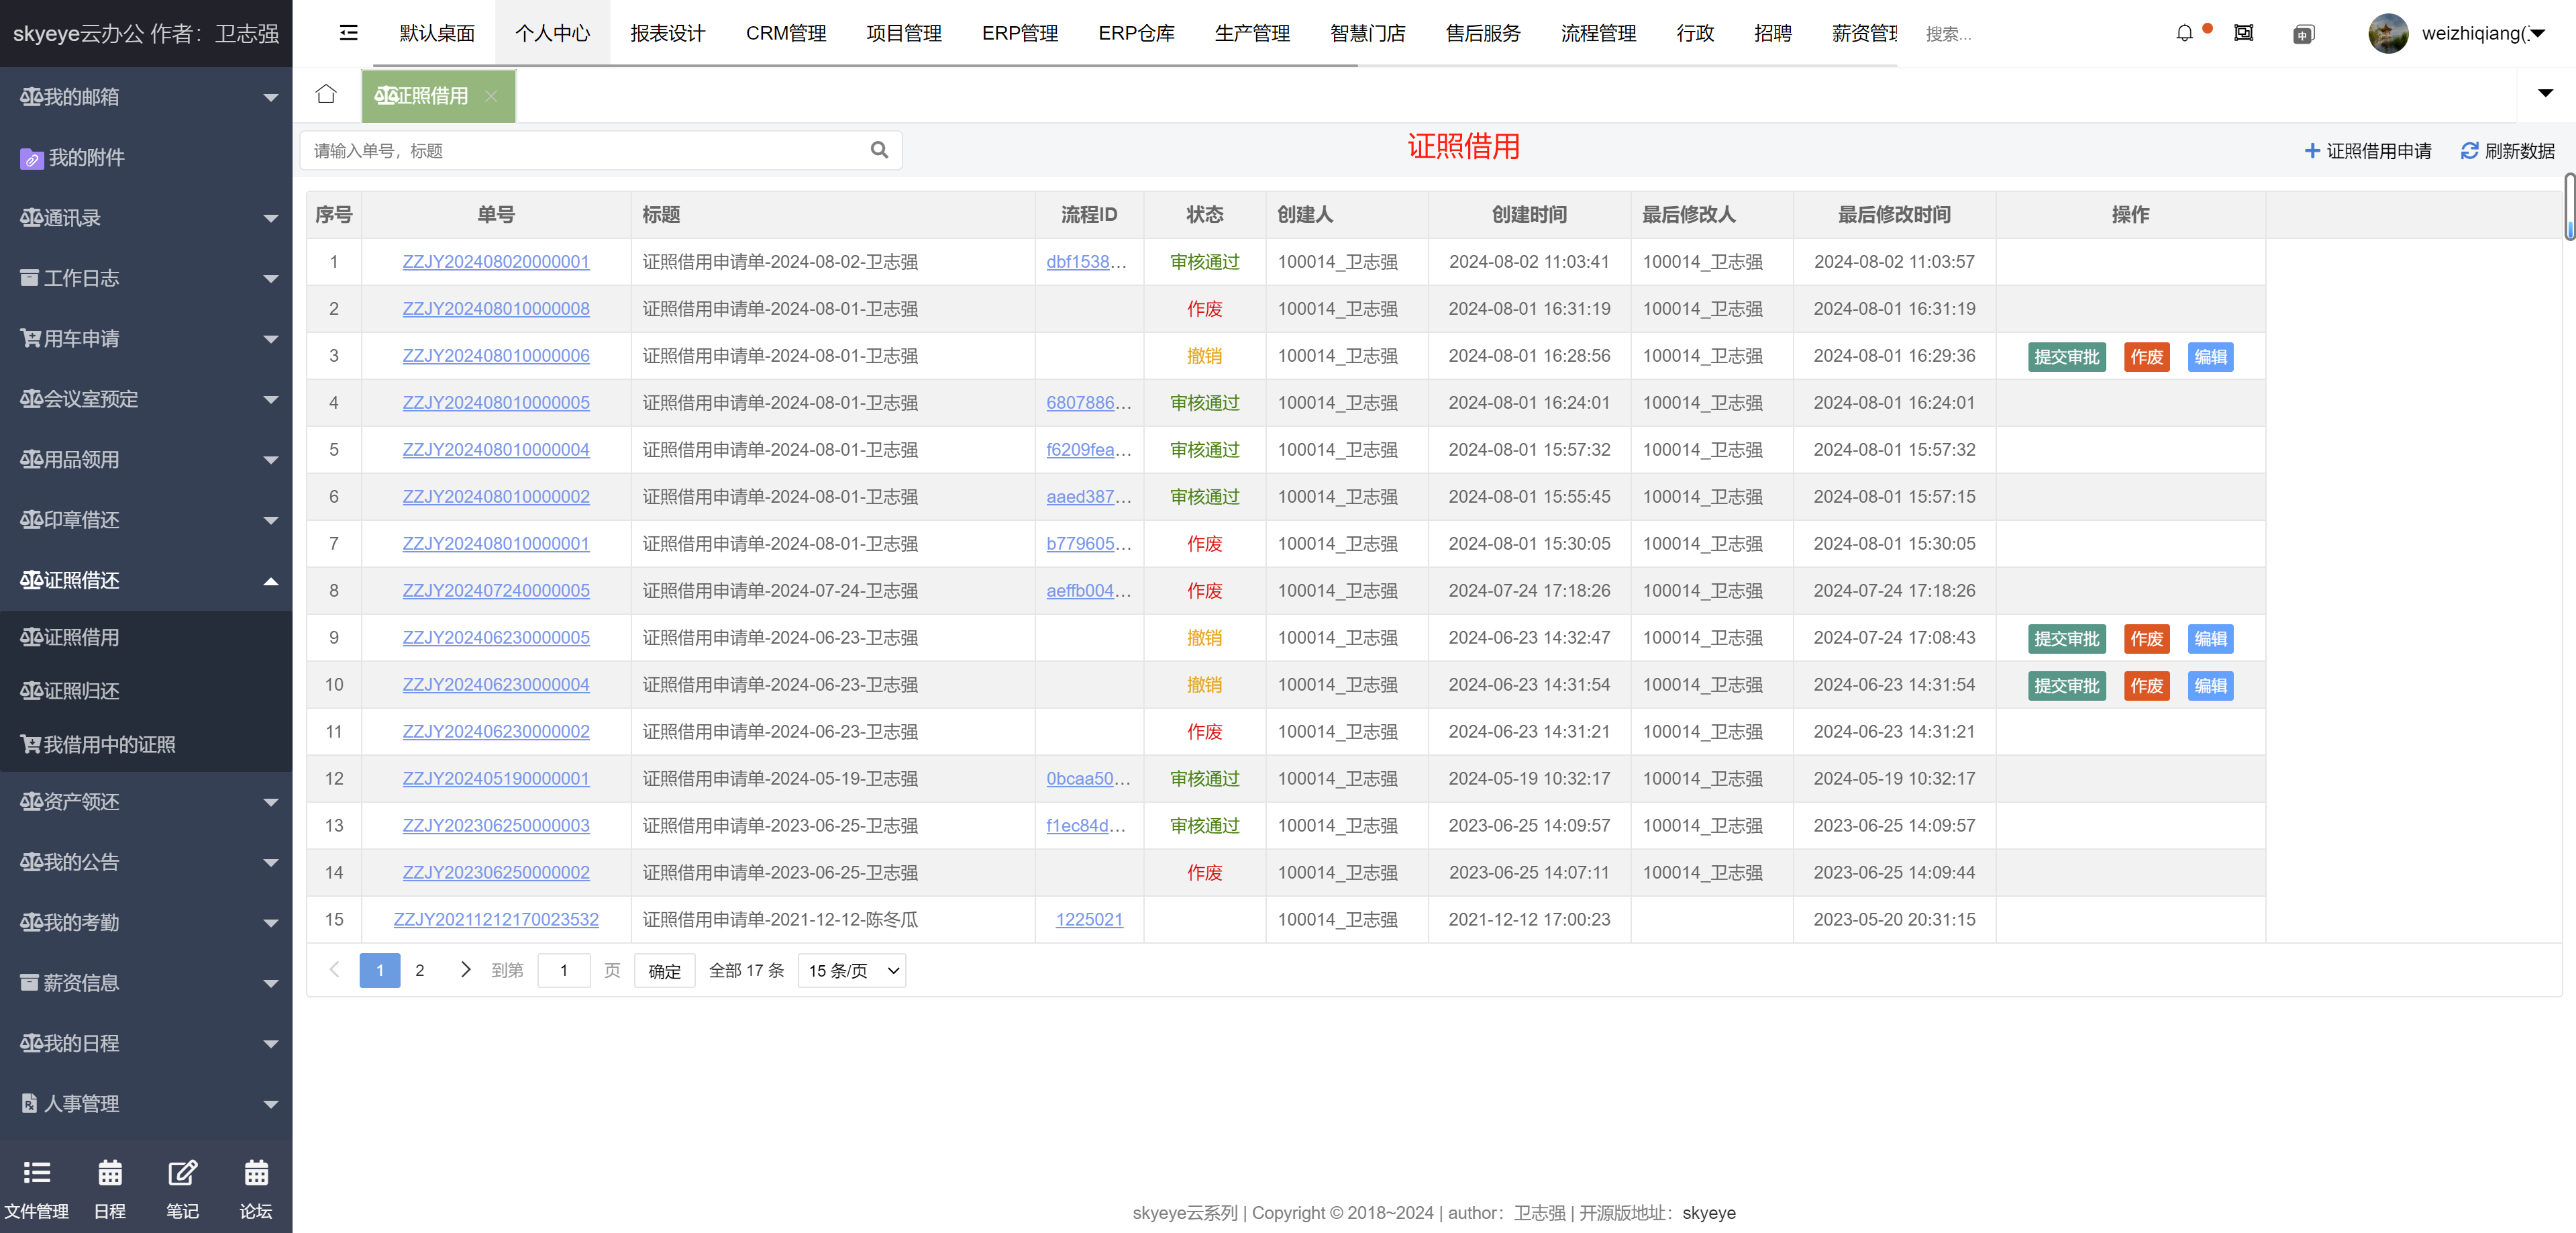 skyeye云办公 作者：卫志强
默认桌面 个人中心 报表设计 CRM管理 项目管理 ERP管理 ERP仓库 生产管理 智慧门店 售后服务 流程管理 行政 招聘 薪资管理 搜索... 中 weizhiqiang(
证照借用
请输入单号，标题
证照借用
证照借用申请 刷新数据
我的邮箱
我的附件
通讯录
工作日志
用车申请
会议室预定
用品领用
印章借还
证照借还
证照借用
证照归还
我借用中的证照
资产领还
我的公告
我的考勤
薪资信息
我的日程
人事管理
文件管理 日程 笔记 论坛
序号 单号 标题 流程ID 状态 创建人 创建时间 最后修改人 最后修改时间 操作
1 ZZJY202408020000001 证照借用申请单-2024-08-02-卫志强 dbf1538... 审核通过 100014_卫志强 2024-08-02 11:03:41 100014_卫志强 2024-08-02 11:03:57
2 ZZJY202408010000008 证照借用申请单-2024-08-01-卫志强 作废 100014_卫志强 2024-08-01 16:31:19 100014_卫志强 2024-08-01 16:31:19
3 ZZJY202408010000006 证照借用申请单-2024-08-01-卫志强 撤销 100014_卫志强 2024-08-01 16:28:56 100014_卫志强 2024-08-01 16:29:36 提交审批 作废 编辑
4 ZZJY202408010000005 证照借用申请单-2024-08-01-卫志强 6807886... 审核通过 100014_卫志强 2024-08-01 16:24:01 100014_卫志强 2024-08-01 16:24:01
5 ZZJY202408010000004 证照借用申请单-2024-08-01-卫志强 f6209fea... 审核通过 100014_卫志强 2024-08-01 15:57:32 100014_卫志强 2024-08-01 15:57:32
6 ZZJY202408010000002 证照借用申请单-2024-08-01-卫志强 aaed387... 审核通过 100014_卫志强 2024-08-01 15:55:45 100014_卫志强 2024-08-01 15:57:15
7 ZZJY202408010000001 证照借用申请单-2024-08-01-卫志强 b779605... 作废 100014_卫志强 2024-08-01 15:30:05 100014_卫志强 2024-08-01 15:30:05
8 ZZJY202407240000005 证照借用申请单-2024-07-24-卫志强 aeffb004... 作废 100014_卫志强 2024-07-24 17:18:26 100014_卫志强 2024-07-24 17:18:26
9 ZZJY202406230000005 证照借用申请单-2024-06-23-卫志强 撤销 100014_卫志强 2024-06-23 14:32:47 100014_卫志强 2024-07-24 17:08:43 提交审批 作废 编辑
10 ZZJY202406230000004 证照借用申请单-2024-06-23-卫志强 撤销 100014_卫志强 2024-06-23 14:31:54 100014_卫志强 2024-06-23 14:31:54 提交审批 作废 编辑
11 ZZJY202406230000002 证照借用申请单-2024-06-23-卫志强 作废 100014_卫志强 2024-06-23 14:31:21 100014_卫志强 2024-06-23 14:31:21
12 ZZJY202405190000001 证照借用申请单-2024-05-19-卫志强 0bcaa50... 审核通过 100014_卫志强 2024-05-19 10:32:17 100014_卫志强 2024-05-19 10:32:17
13 ZZJY202306250000003 证照借用申请单-2023-06-25-卫志强 f1ec84d... 审核通过 100014_卫志强 2023-06-25 14:09:57 100014_卫志强 2023-06-25 14:09:57
14 ZZJY202306250000002 证照借用申请单-2023-06-25-卫志强 作废 100014_卫志强 2023-06-25 14:07:11 100014_卫志强 2023-06-25 14:09:44
15 ZZJY20211212170023532 证照借用申请单-2021-12-12-陈冬瓜 1225021 100014_卫志强 2021-12-12 17:00:23 2023-05-20 20:31:15
1 2 到第 1 页 确定 全部 17 条 15 条/页
skyeye云系列 | Copyright © 2018~2024 | author：卫志强 | 开源版地址：skyeye